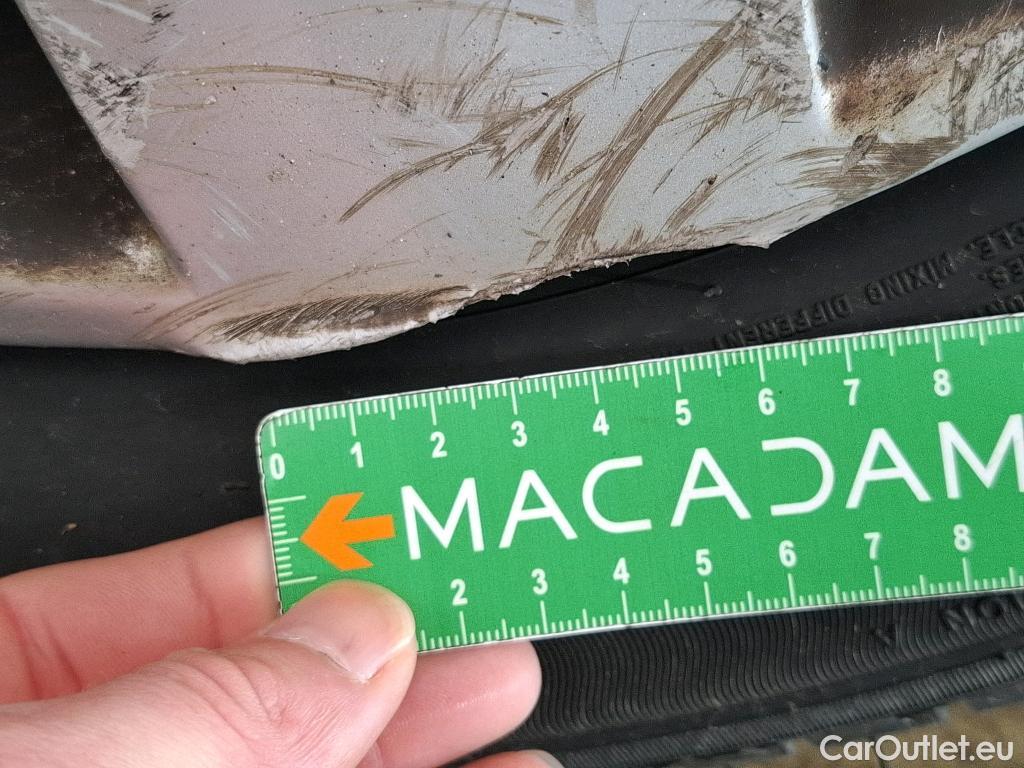 CLE. MIXING DIFFERENT
0 1 2 3 4 5 6 7 8
MACADAM
2 3 4 5 6 7 8
CarOutlet.eu